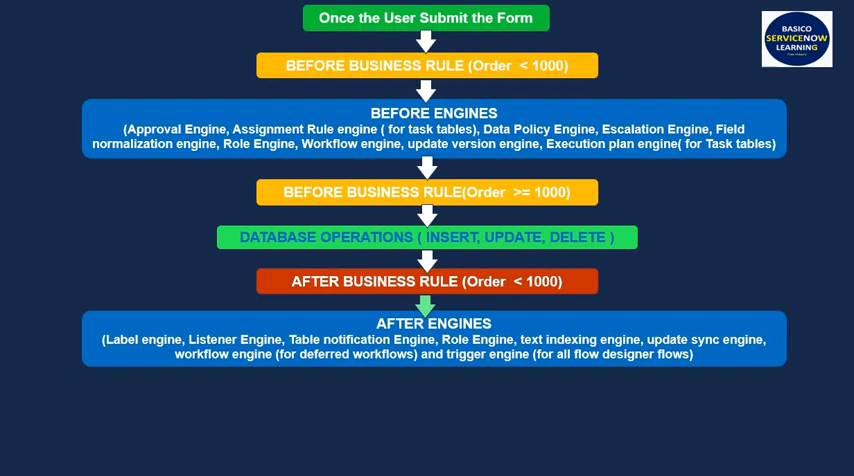 Once the User Submit the Form
BASICO
SERVICENOW
LEARNING
BEFORE BUSINESS RULE (Order < 1000)
BEFORE ENGINES
(Approval Engine, Assignment Rule engine ( for task tables), Data Policy Engine, Escalation Engine, Field
normalization engine, Role Engine, Workflow engine, update version engine, Execution plan engine( for Task tables)
BEFORE BUSINESS RULE(Order >= 1000)
DATABASE OPERATIONS ( INSERT, UPDATE, DELETE )
AFTER BUSINESS RULE (Order < 1000)
AFTER ENGINES
(Label engine, Listener Engine, Table notification Engine, Role Engine, text indexing engine, update sync engine,
workflow engine (for deferred workflows) and trigger engine (for all flow designer flows)